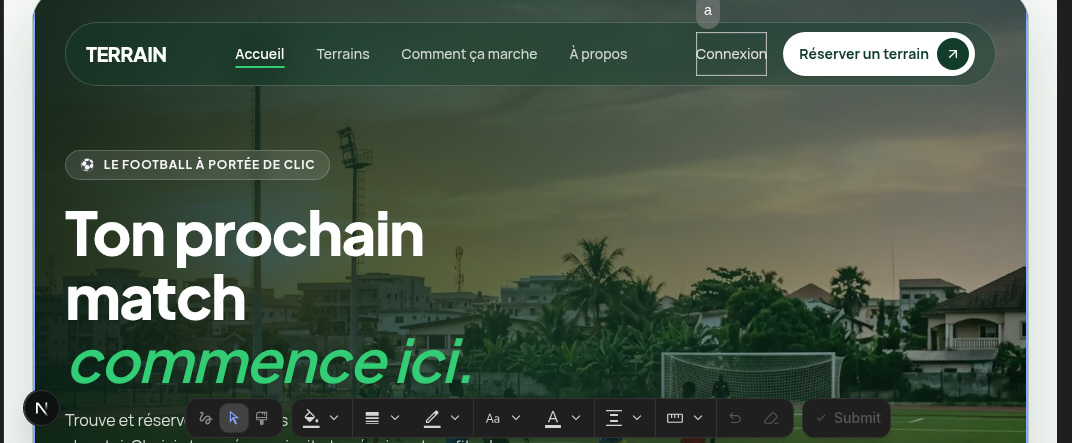 a
TERRAIN Accueil Terrains Comment ça marche À propos Connexion Réserver un terrain
LE FOOTBALL À PORTÉE DE CLIC
Ton prochain
match
commence ici.
Trouve et réserv
N Aa A Submit